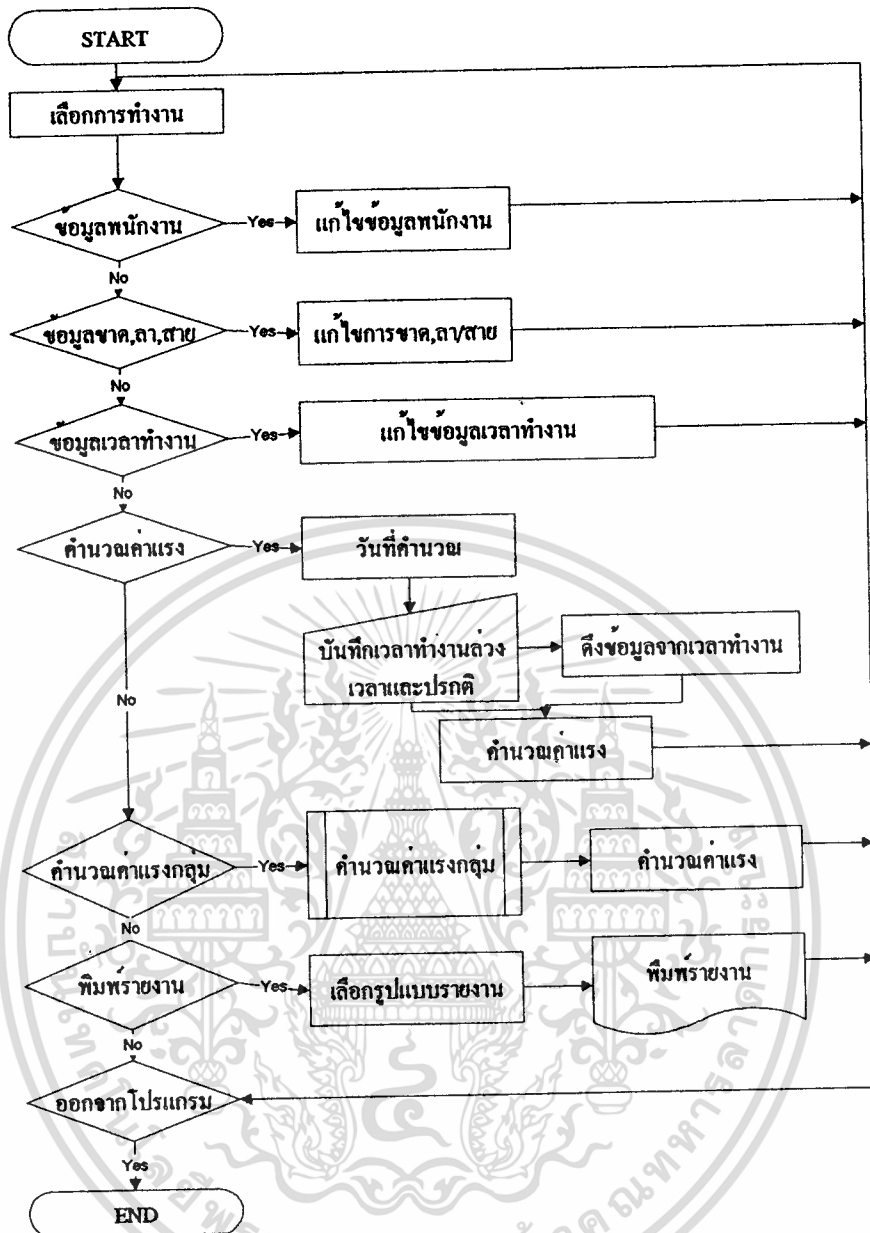 START
เลือกการทำงาน
ข้อมูลพนักงาน
Yes
แก้ไขข้อมูลพนักงาน
No
ข้อมูลขาด,ลา,สาย
Yes
แก้ไขการขาด,ลา/สาย
No
ข้อมูลเวลาทำงาน
Yes
แก้ไขข้อมูลเวลาทำงาน
No
คำนวณค่าแรง
Yes
วันที่คำนวณ
บันทึกเวลาทำงานล่วง
เวลาและปรกติ
ดึงข้อมูลจากเวลาทำงาน
No
คำนวณค่าแรง
คำนวณค่าแรงกลุ่ม
Yes
คำนวณค่าแรงกลุ่ม
คำนวณค่าแรง
No
พิมพ์รายงาน
Yes
เลือกรูปแบบรายงาน
พิมพ์รายงาน
No
ออกจากโปรแกรม
Yes
END